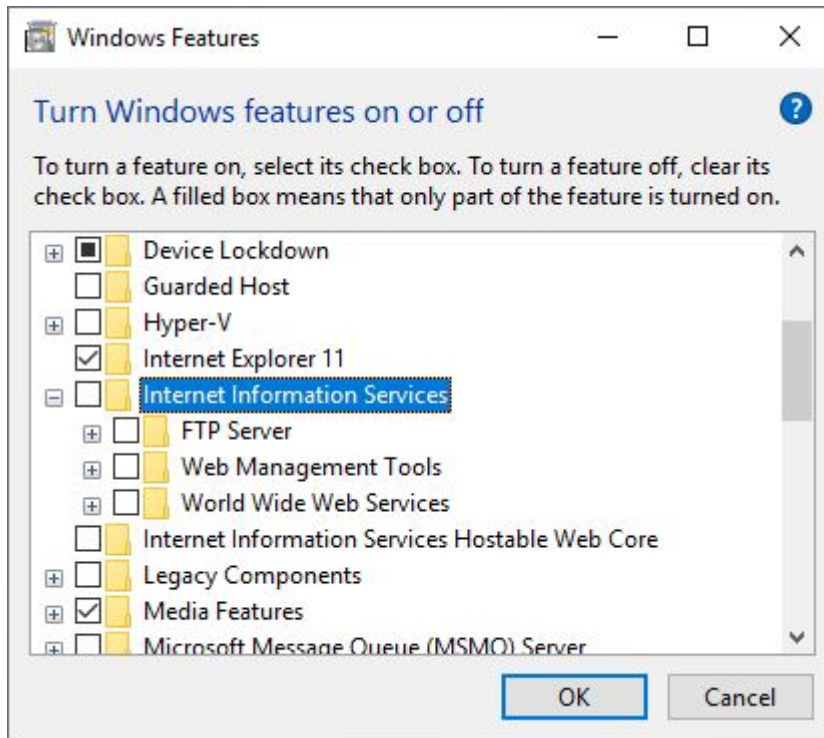 Windows Features
Turn Windows features on or off
To turn a feature on, select its check box. To turn a feature off, clear its
check box. A filled box means that only part of the feature is turned on.
Device Lockdown
Guarded Host
Hyper-V
Internet Explorer 11
Internet Information Services
FTP Server
Web Management Tools
World Wide Web Services
Internet Information Services Hostable Web Core
Legacy Components
Media Features
Microsoft Message Queue (MSMQ) Server
OK Cancel